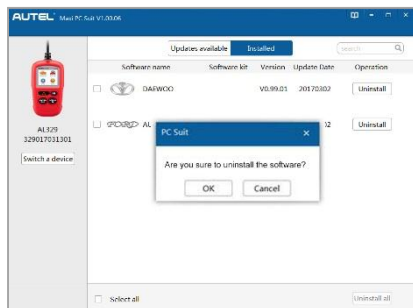 AUTEL Maxi PC Suit V1.00.06
Updates available Installed search
Software name Software kit Version Update Date Operation
DAEWOO V0.99.01 20170302 Uninstall
Uninstall
PC Suit
Are you sure to uninstall the software?
OK Cancel
AL329
329017031301
Switch a device
Select all Uninstall all